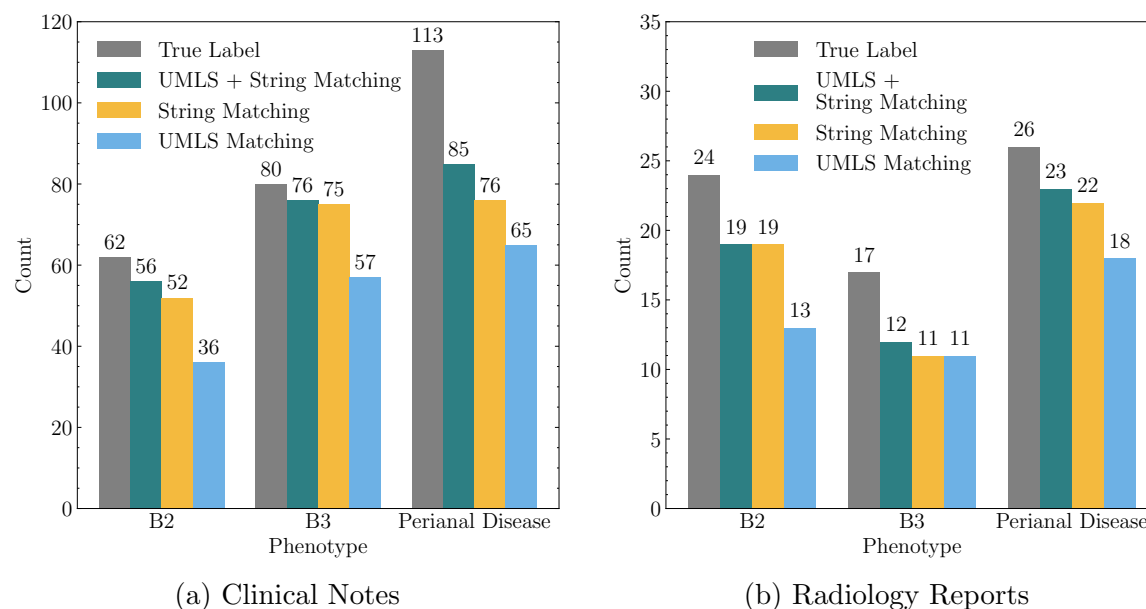 120
100
80
60
40
20
0
Count
True Label
UMLS + String Matching
String Matching
UMLS Matching
62
56
52
36
80
76
75
57
113
85
76
65
B2
B3
Perianal Disease
Phenotype
(a) Clinical Notes
35
30
25
20
15
10
5
0
Count
True Label
UMLS +
String Matching
String Matching
UMLS Matching
24
19
19
13
17
12
11
11
26
23
22
18
B2
B3
Perianal Disease
Phenotype
(b) Radiology Reports